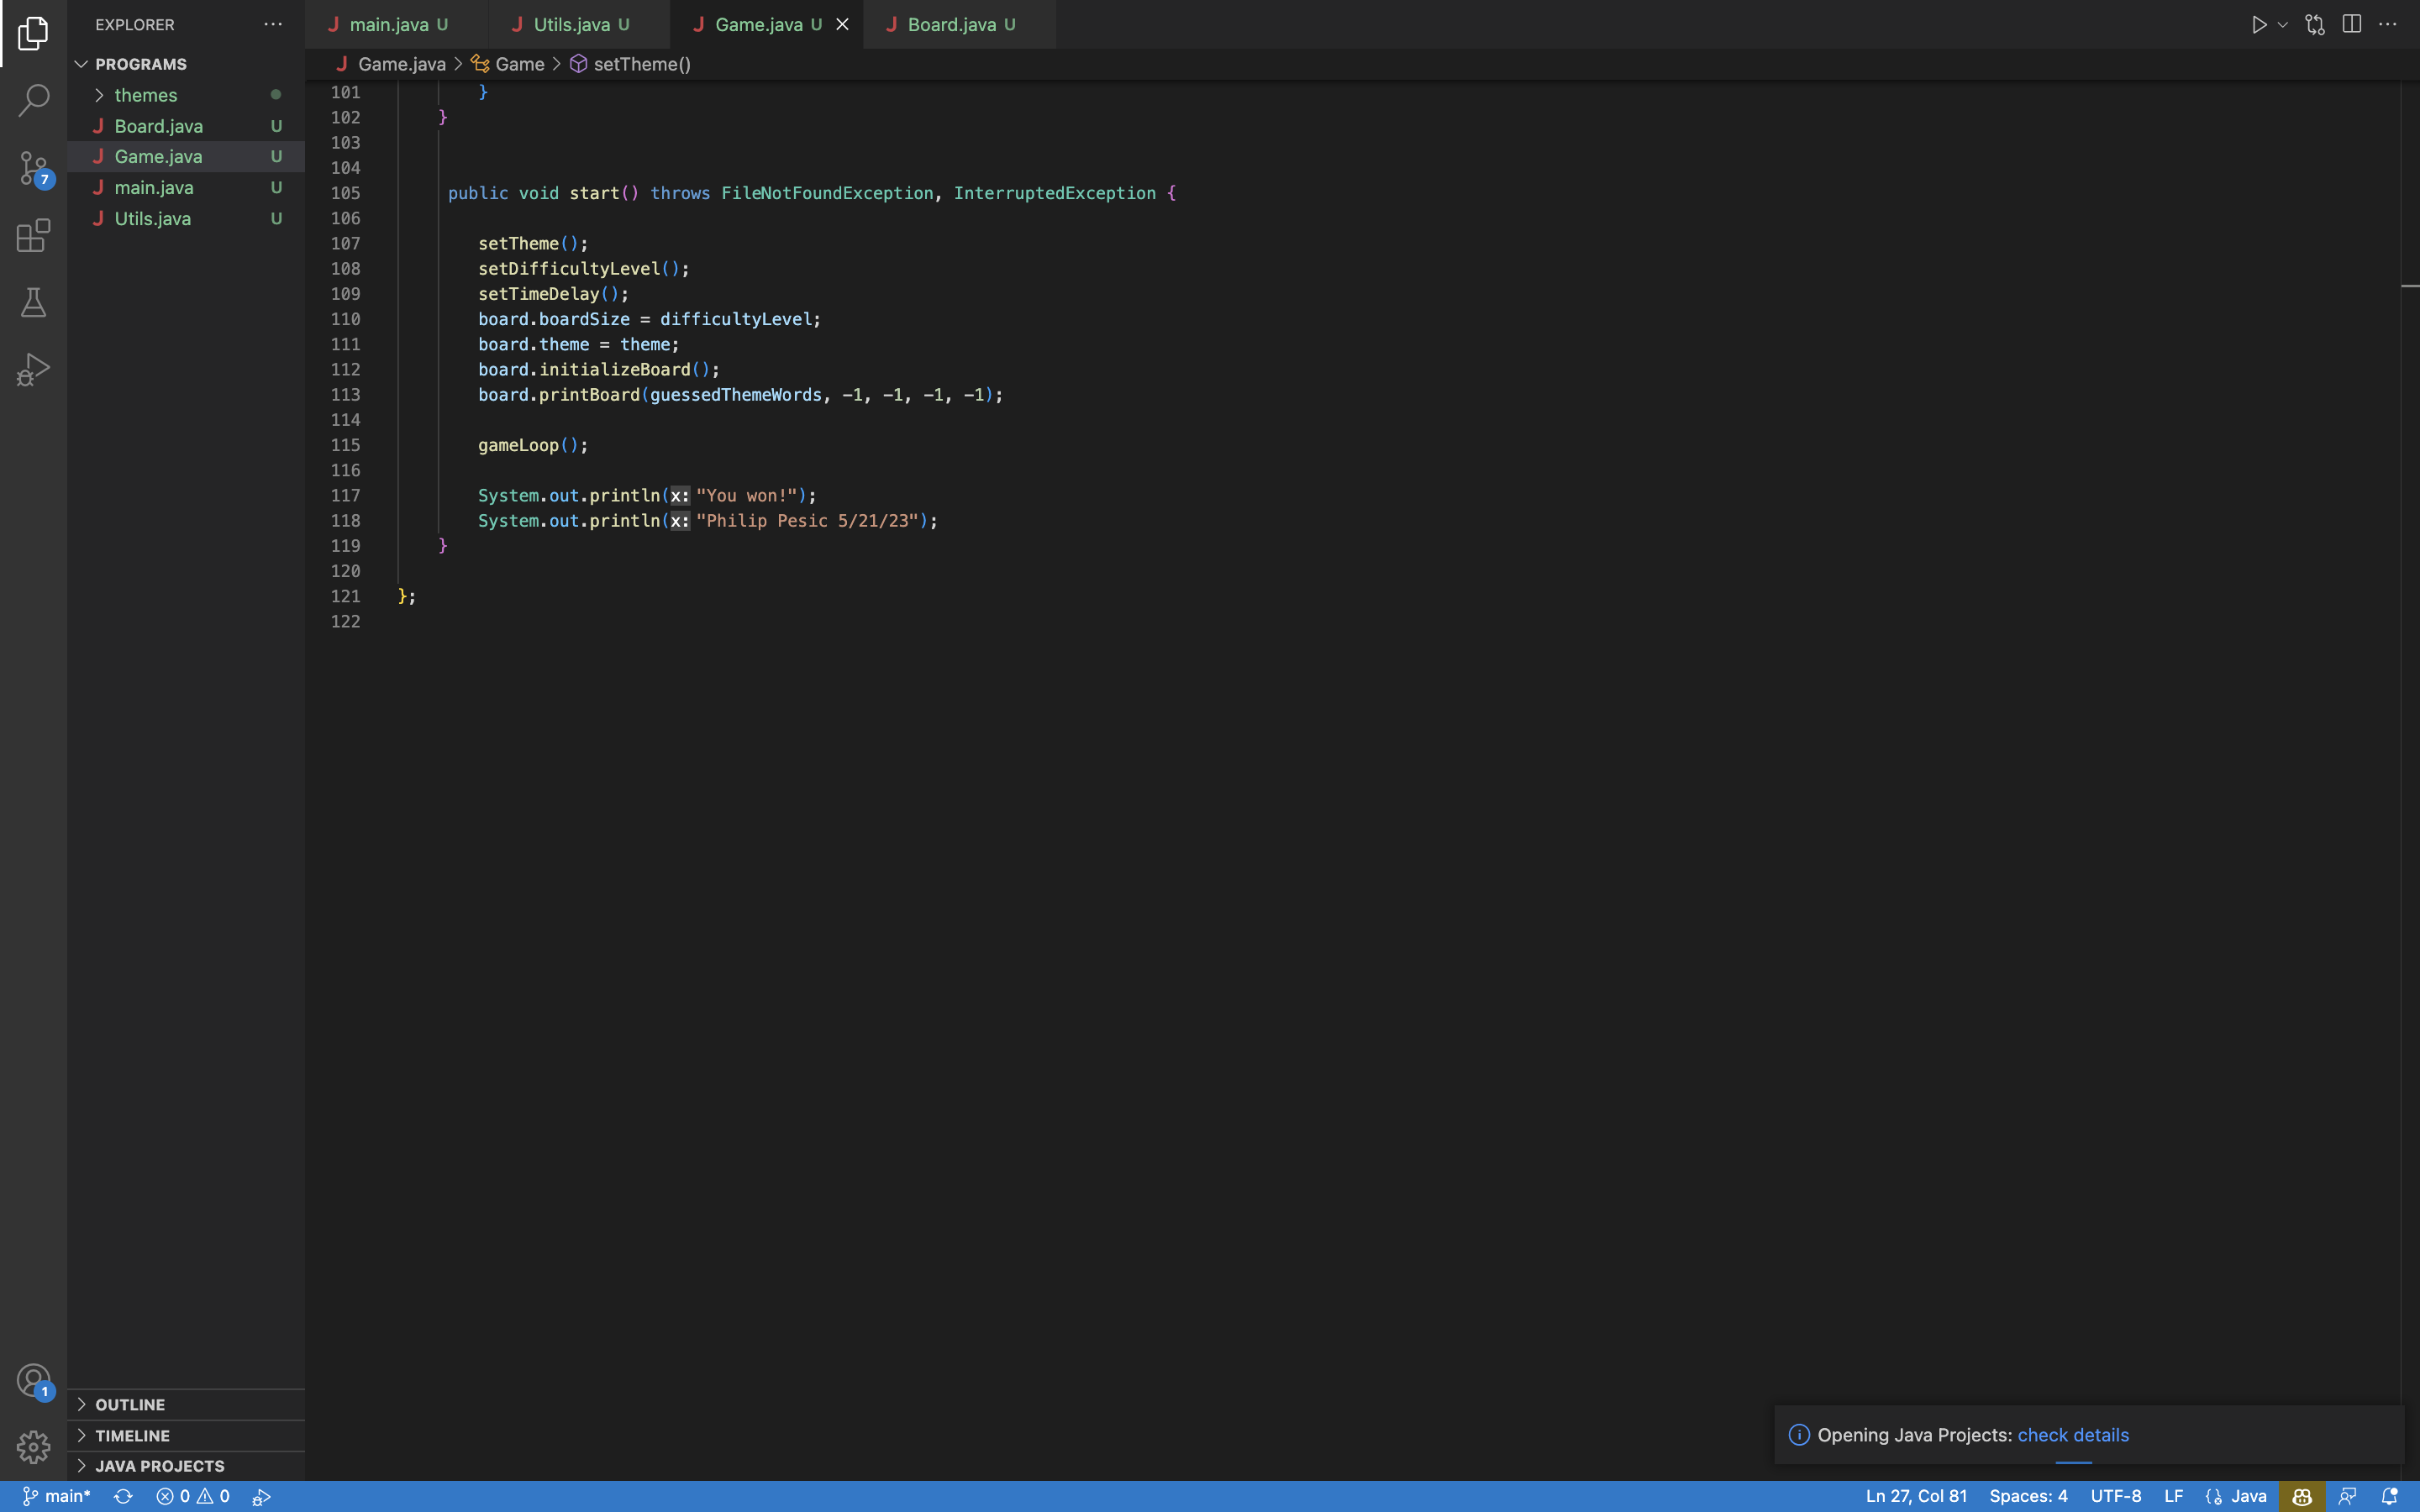 EXPLORER ···
main.java U
Utils.java U
Game.java U
Board.java U
PROGRAMS
Game.java > Game > setTheme()
themes
Board.java U
Game.java U
main.java U
Utils.java U
7
101 }
102 }
103
104
105 public void start() throws FileNotFoundException, InterruptedException {
106
107 setTheme();
108 setDifficultyLevel();
109 setTimeDelay();
110 board.boardSize = difficultyLevel;
111 board.theme = theme;
112 board.initializeBoard();
113 board.printBoard(guessedThemeWords, -1, -1, -1, -1);
114
115 gameLoop();
116
117 System.out.println(x: "You won!");
118 System.out.println(x: "Philip Pesic 5/21/23");
119 }
120
121 };
122
1
OUTLINE
TIMELINE
JAVA PROJECTS
Opening Java Projects: check details
main* 0 0
Ln 27, Col 81 Spaces: 4 UTF-8 LF Java